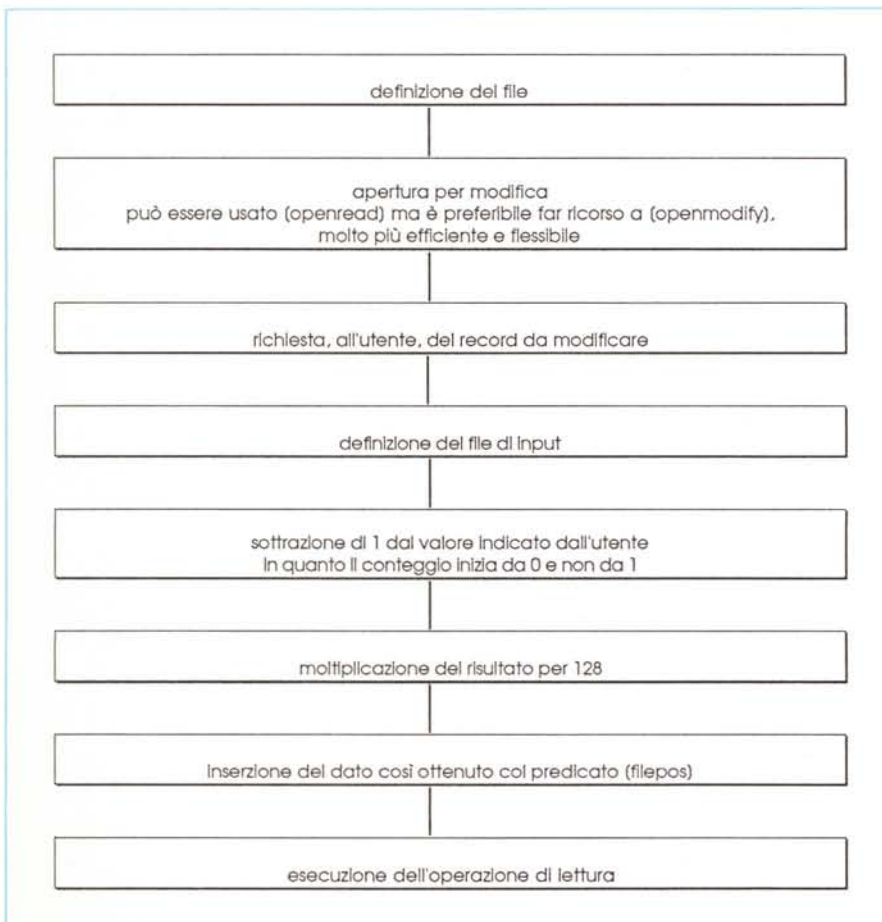 definizione del file
apertura per modifica
può essere usato (openread) ma è preferibile far ricorso a (openmodify),
molto più efficiente e flessibile
richiesta, all'utente, del record da modificare
definizione del file di input
sottrazione di 1 dal valore indicato dall'utente
in quanto il conteggio inizia da 0 e non da 1
moltiplicazione del risultato per 128
inserzione del dato così ottenuto col predicato (filepos)
esecuzione dell'operazione di lettura